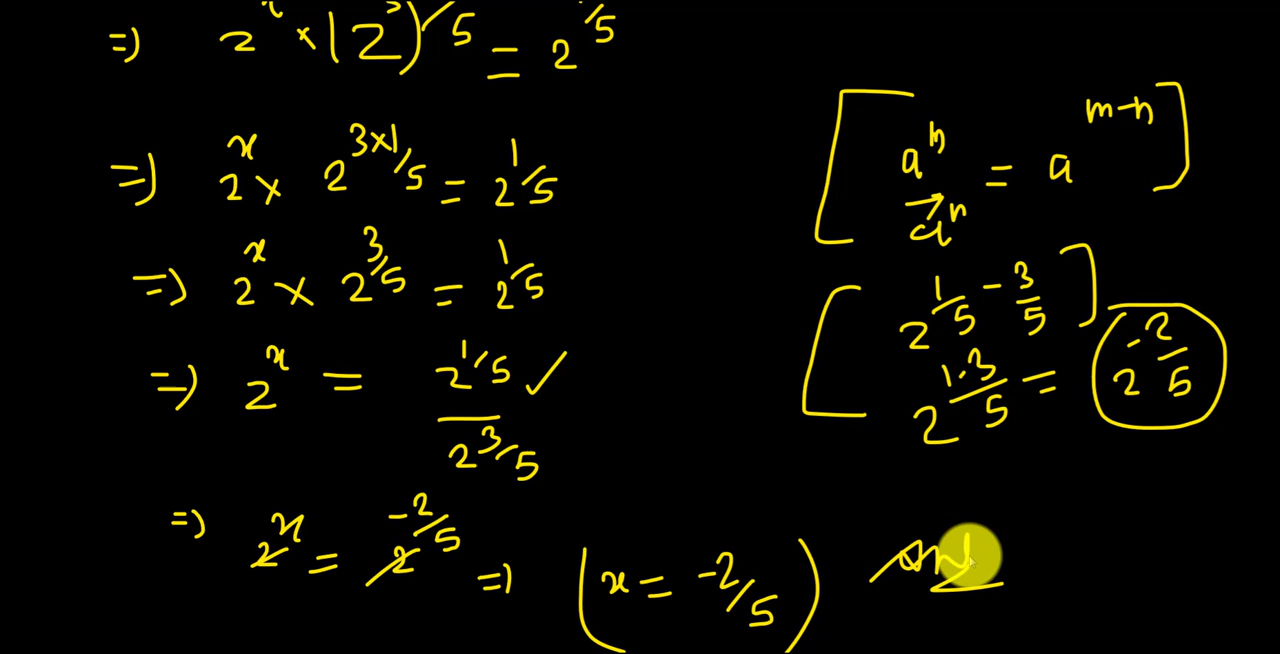 => 2^x × (2^3)^1/5 = 2^1/5
=> 2^x × 2^3×1/5 = 2^1/5
=> 2^x × 2^3/5 = 2^1/5
=> 2^x = 2^1/5 / 2^3/5 ✓
=> 2^x = 2^-2/5 => (x = -2/5) Ans
[a^m / a^n = a^m-n]
[2^1/5 - 3/5]
2^1-3/5 = 2^-2/5